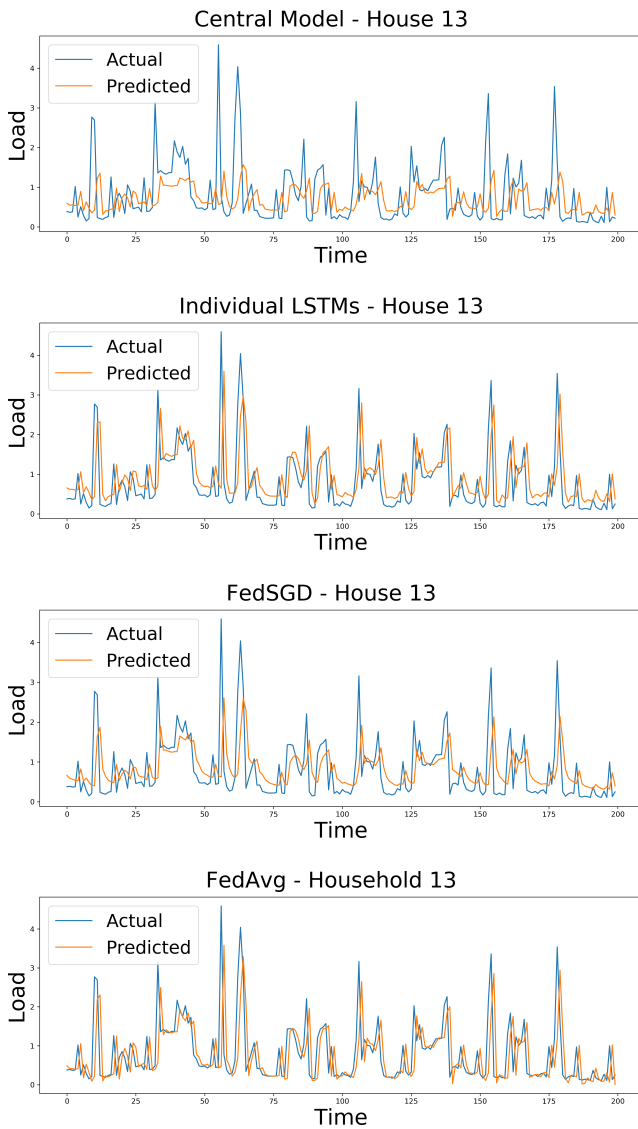 Central Model - House 13
Actual
Predicted
Load
4
3
2
1
0
0 25 50 75 100 125 150 175 200
Time
Individual LSTMs - House 13
Actual
Predicted
Load
4
3
2
1
0
0 25 50 75 100 125 150 175 200
Time
FedSGD - House 13
Actual
Predicted
Load
4
3
2
1
0
0 25 50 75 100 125 150 175 200
Time
FedAvg - Household 13
Actual
Predicted
Load
4
3
2
1
0
0 25 50 75 100 125 150 175 200
Time